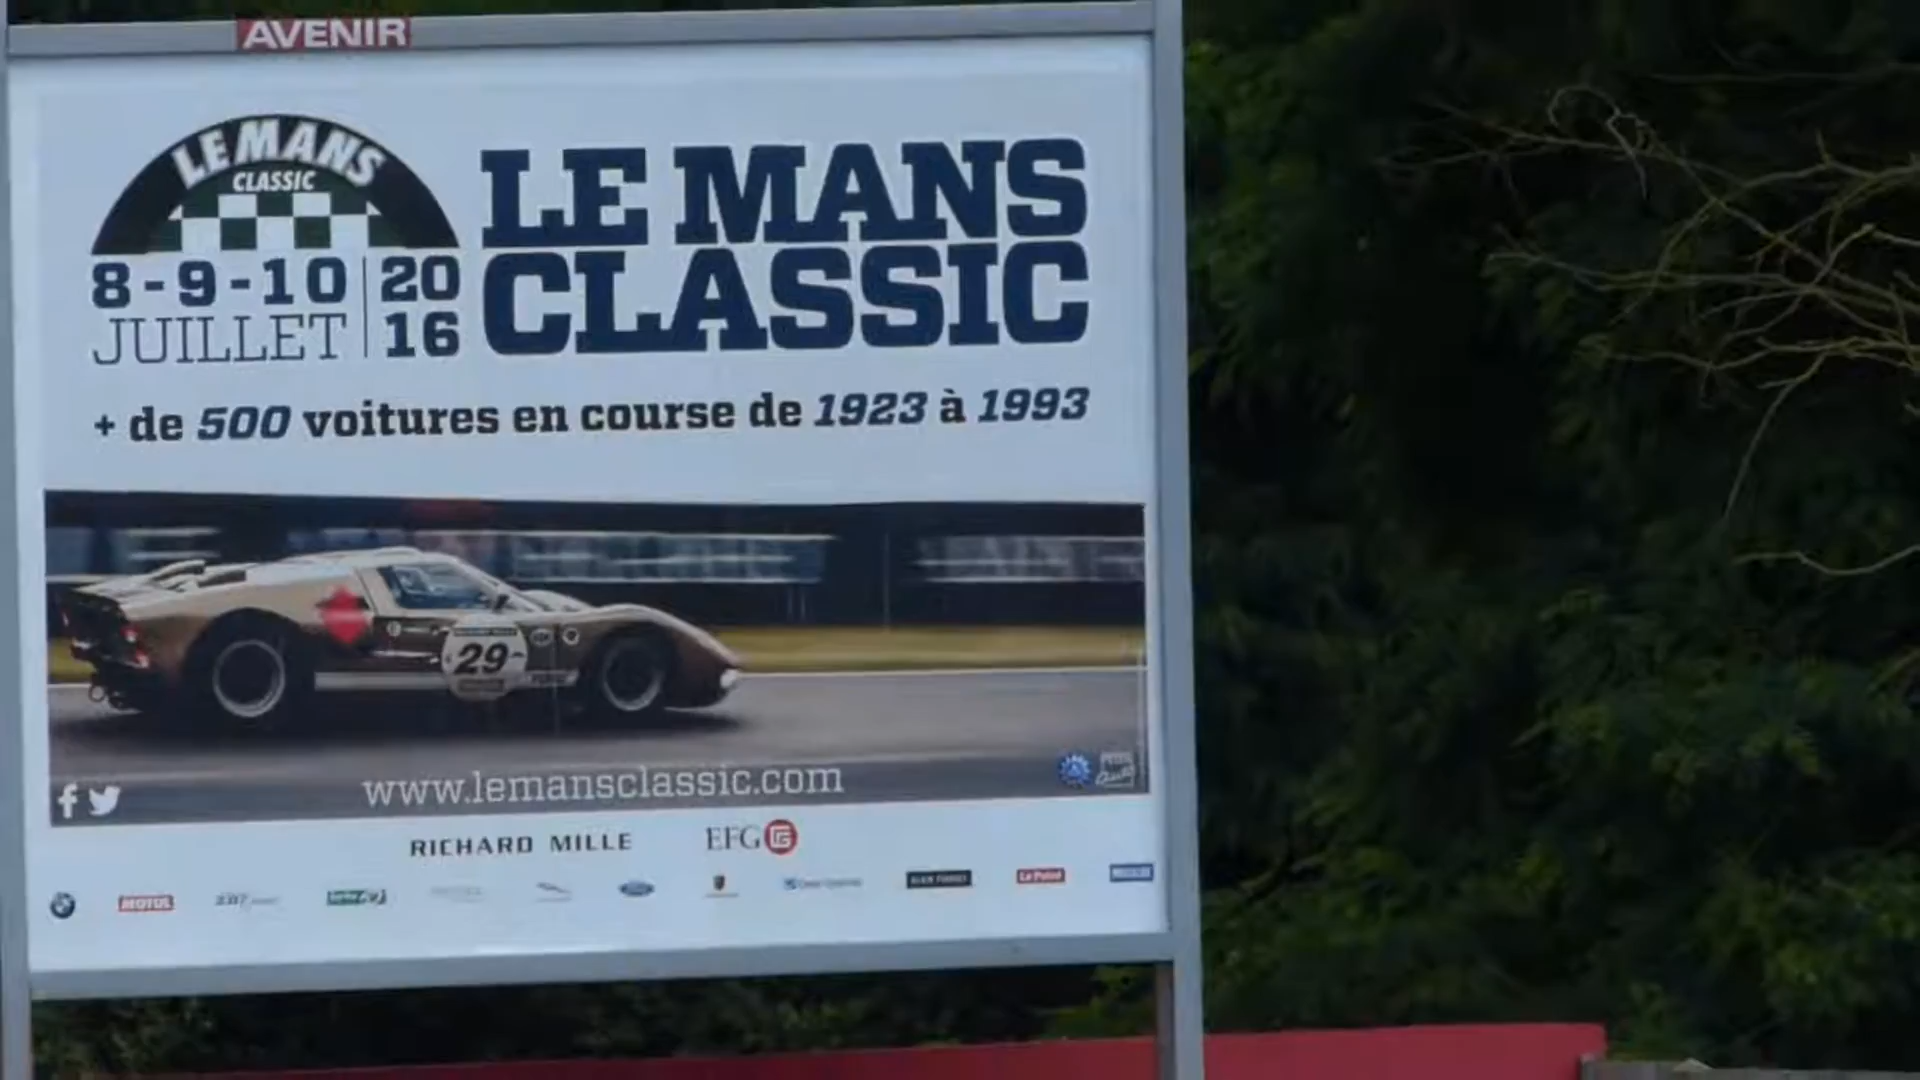 AVENIR
LE MANS
CLASSIC
8-9-10
JUILLET
20
16
LE MANS
CLASSIC
+ de 500 voitures en course de 1923 à 1993
29
www.lemansclassic.com
RICHARD MILLE
EFG
MOTUL
Le Point